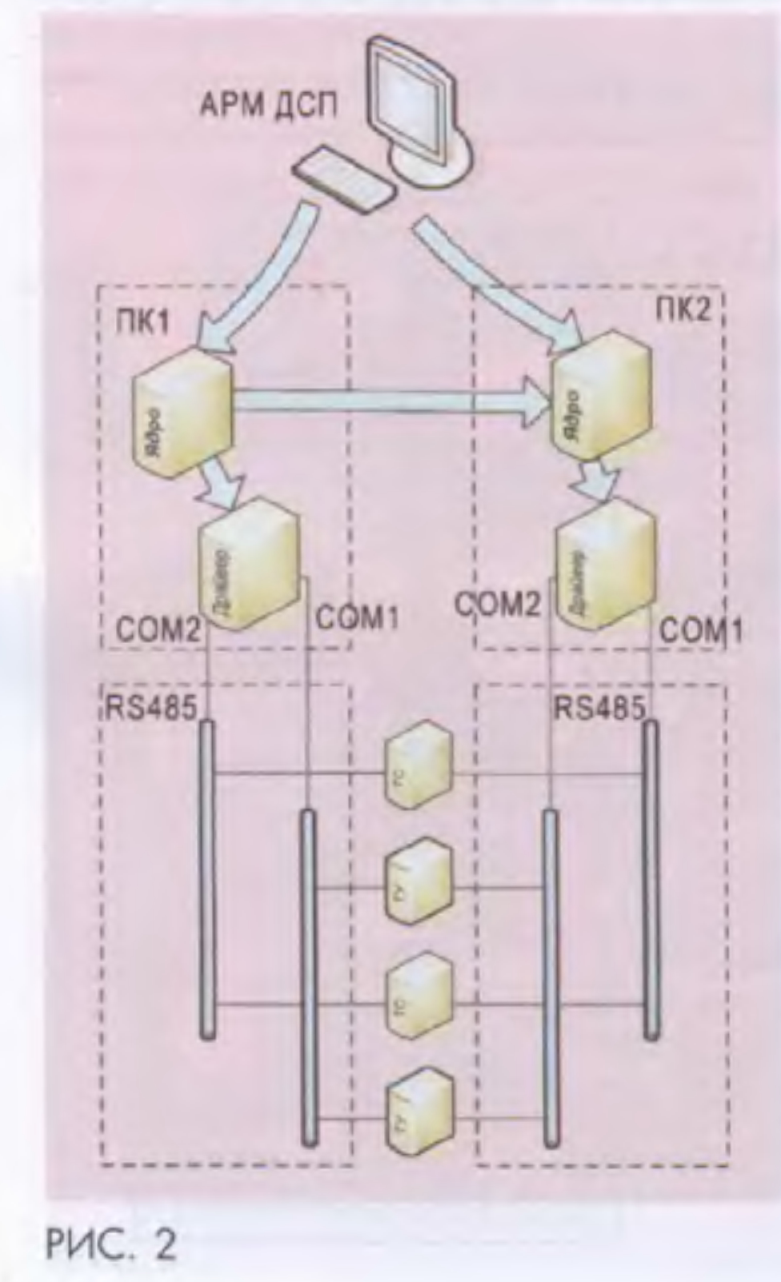 АРМ ДСП
ПК1
ПК2
Ядро
Ядро
Драйвер
Драйвер
COM2
COM1
COM2
COM1
RS485
RS485
ТС
ТУ /
ТС
ТУ /
РИС. 2